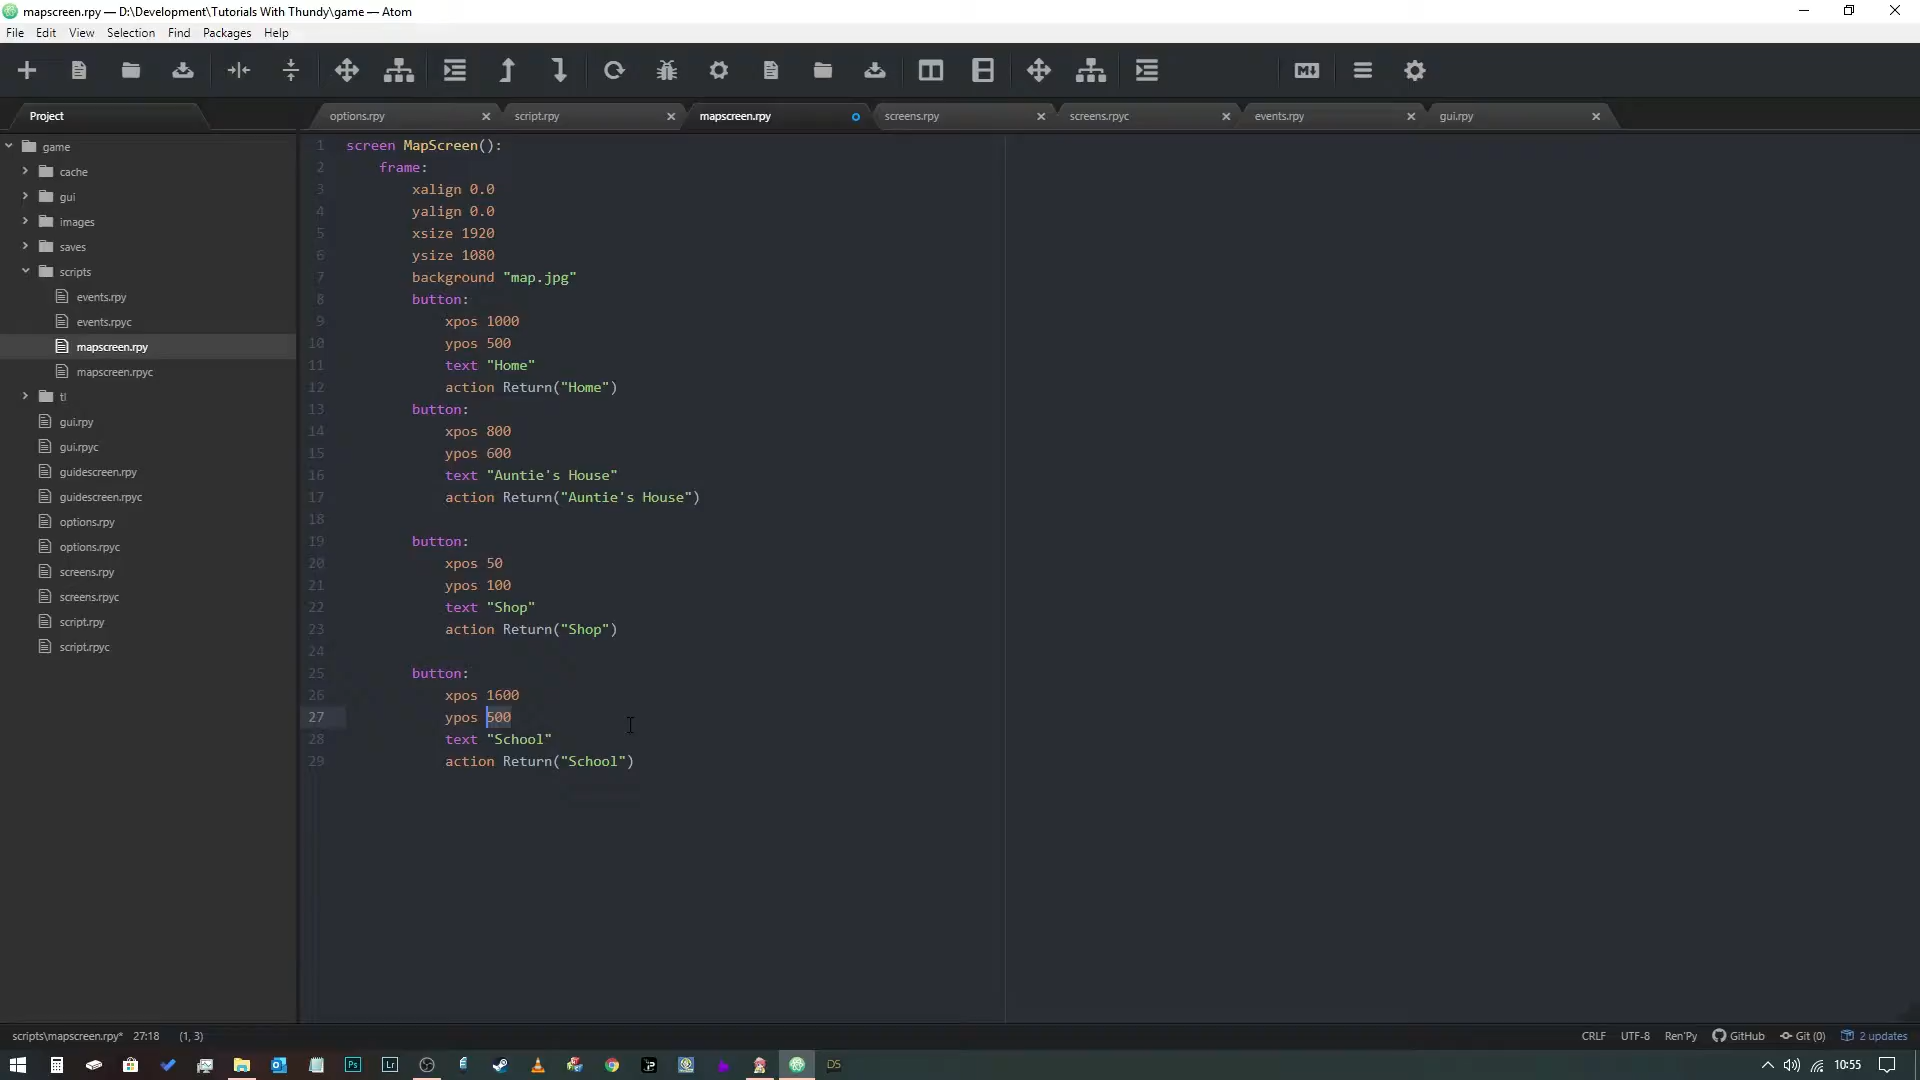 mapscreen.rpy — D:\Development\Tutorials With Thundy\game — Atom
File Edit View Selection Find Packages Help
M↓
Project
options.rpy
script.rpy
mapscreen.rpy
screens.rpy
screens.rpyc
events.rpy
gui.rpy
game
cache
gui
images
saves
scripts
events.rpy
events.rpyc
mapscreen.rpy
mapscreen.rpyc
tl
gui.rpy
gui.rpyc
guidescreen.rpy
guidescreen.rpyc
options.rpy
options.rpyc
screens.rpy
screens.rpyc
script.rpy
script.rpyc
1 screen MapScreen():
2 frame:
3 xalign 0.0
4 yalign 0.0
5 xsize 1920
6 ysize 1080
7 background "map.jpg"
8 button:
9 xpos 1000
10 ypos 500
11 text "Home"
12 action Return("Home")
13 button:
14 xpos 800
15 ypos 600
16 text "Auntie's House"
17 action Return("Auntie's House")
18
19 button:
20 xpos 50
21 ypos 100
22 text "Shop"
23 action Return("Shop")
24
25 button:
26 xpos 1600
27 ypos 500
28 text "School"
29 action Return("School")
scripts\mapscreen.rpy* 27:18 (1, 3)
CRLF UTF-8 Ren'Py GitHub Git (0) 2 updates
Ps Lr DS 10:55